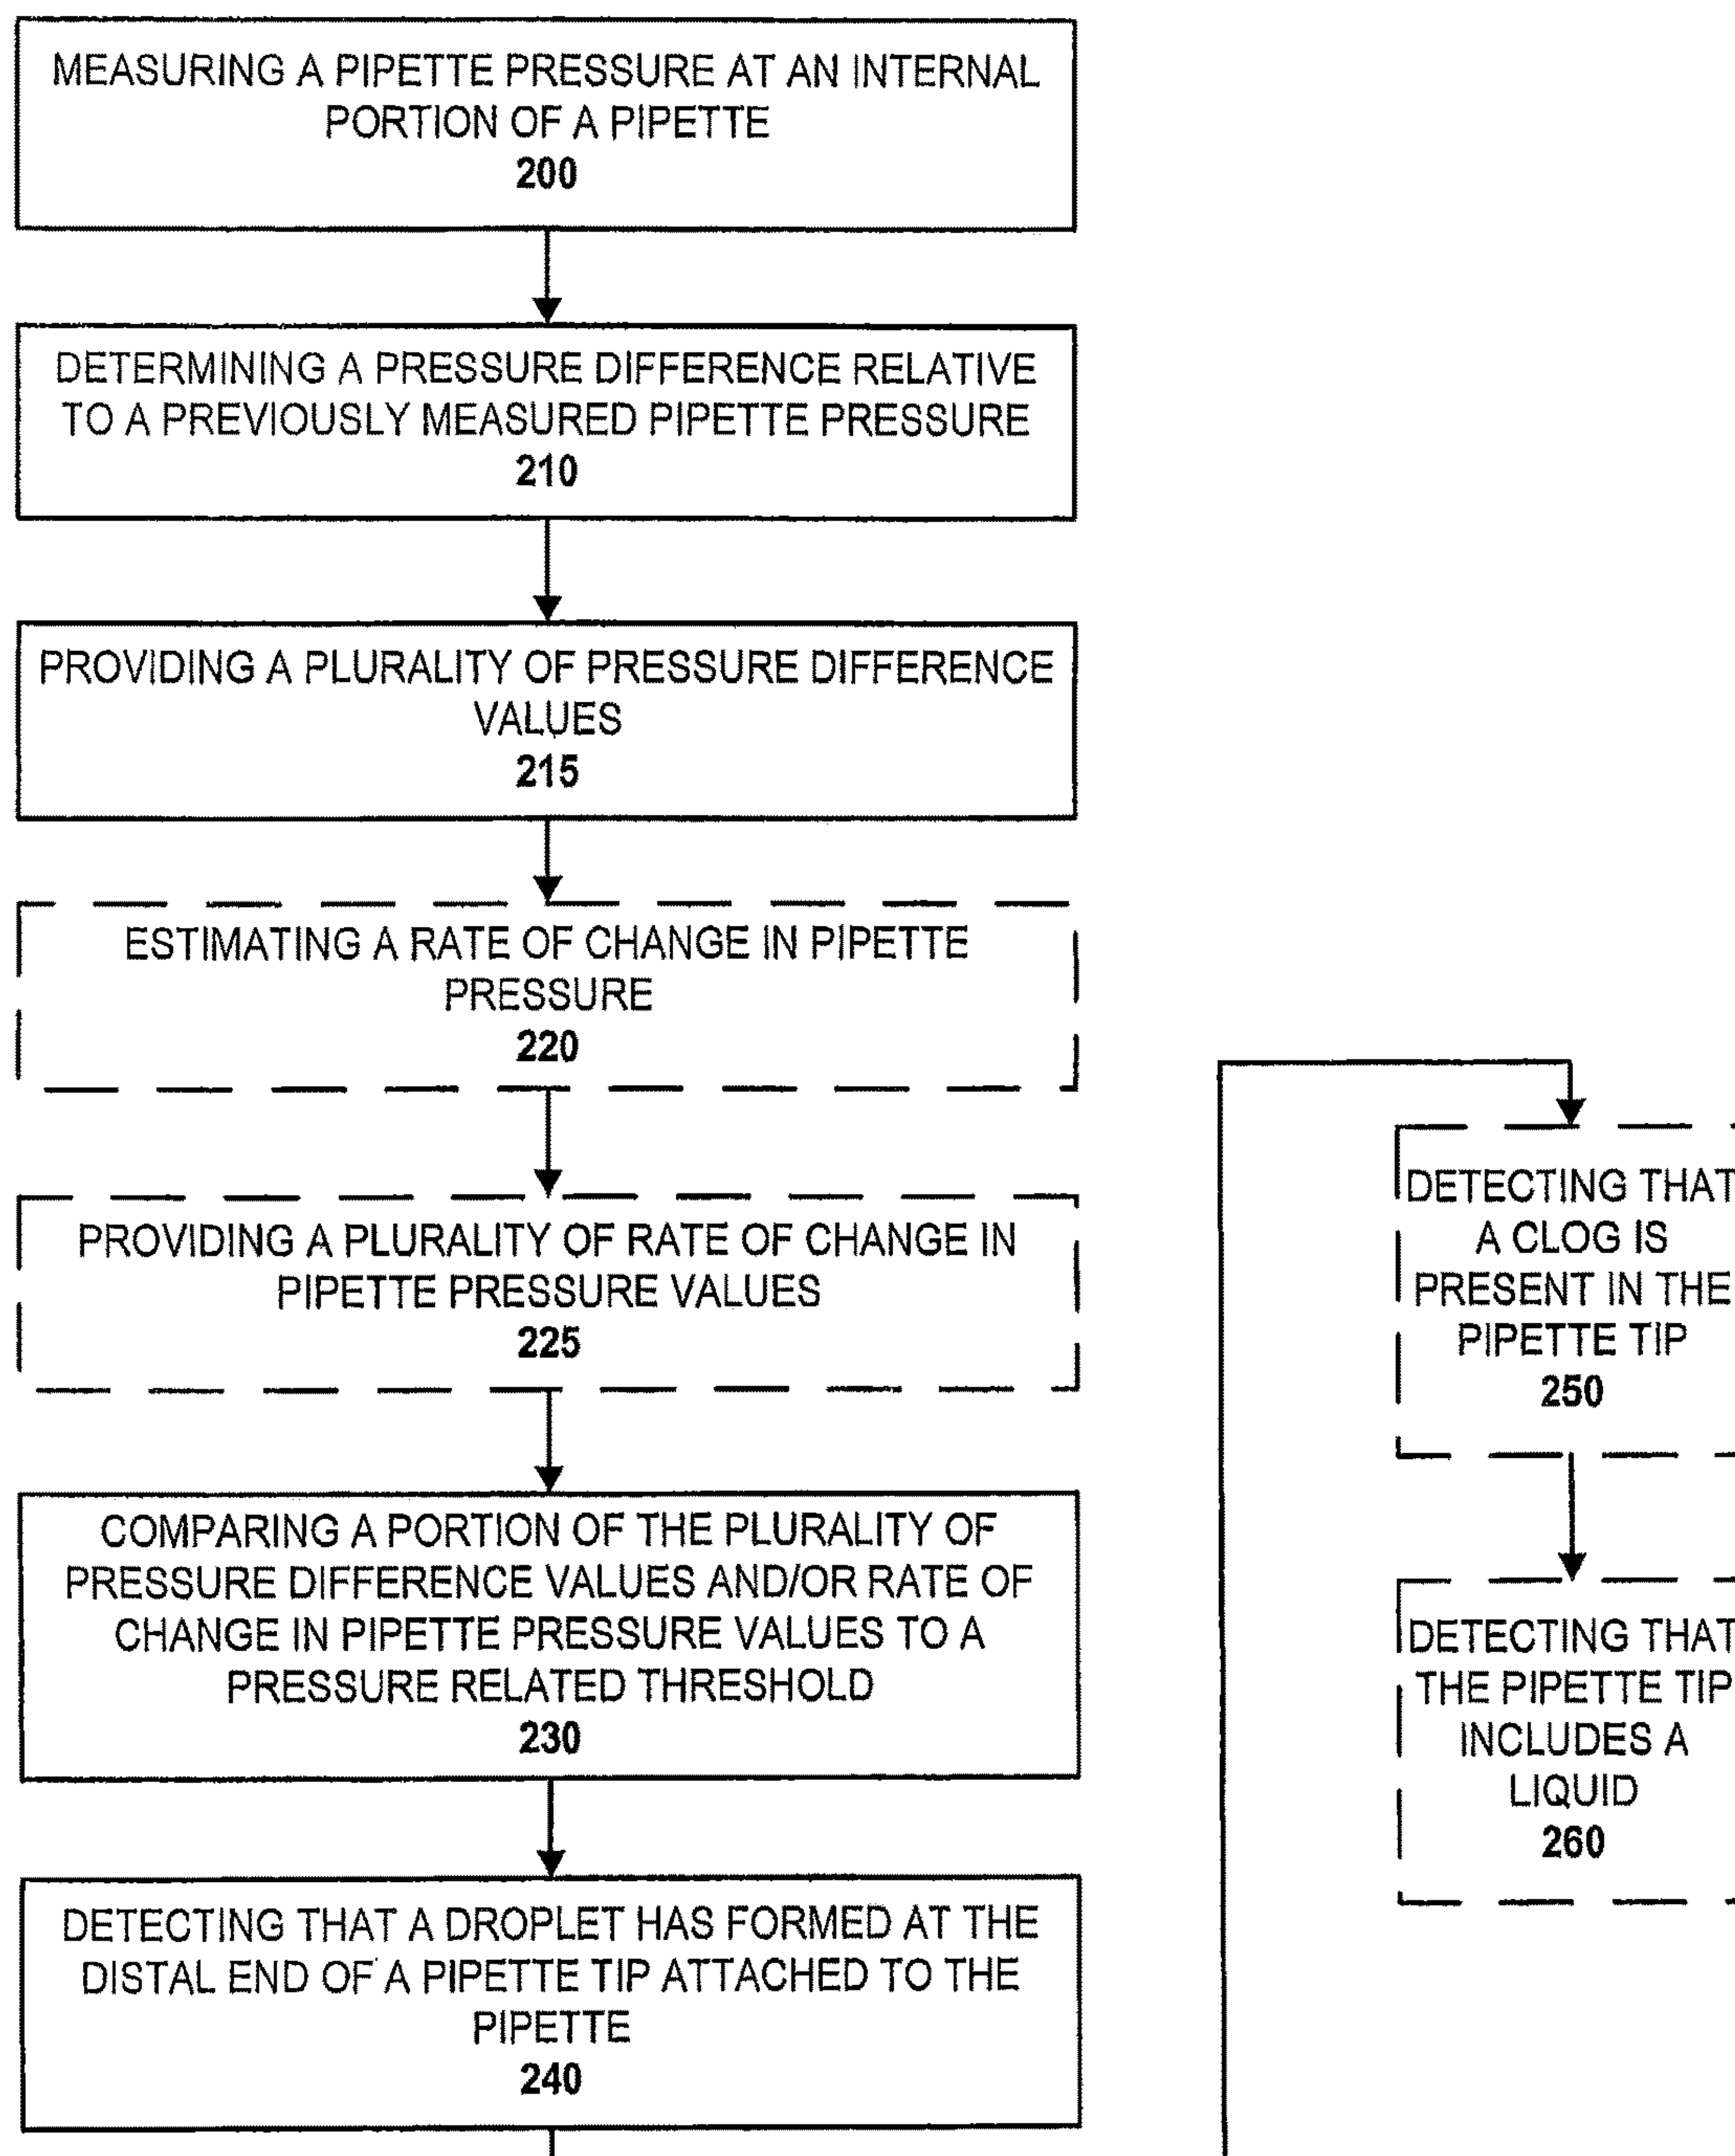 MEASURING A PIPETTE PRESSURE AT AN INTERNAL
PORTION OF A PIPETTE
200
DETERMINING A PRESSURE DIFFERENCE RELATIVE
TO A PREVIOUSLY MEASURED PIPETTE PRESSURE
210
PROVIDING A PLURALITY OF PRESSURE DIFFERENCE
VALUES
215
ESTIMATING A RATE OF CHANGE IN PIPETTE
PRESSURE
220
PROVIDING A PLURALITY OF RATE OF CHANGE IN
PIPETTE PRESSURE VALUES
225
COMPARING A PORTION OF THE PLURALITY OF
PRESSURE DIFFERENCE VALUES AND/OR RATE OF
CHANGE IN PIPETTE PRESSURE VALUES TO A
PRESSURE RELATED THRESHOLD
230
DETECTING THAT A DROPLET HAS FORMED AT THE
DISTAL END OF A PIPETTE TIP ATTACHED TO THE
PIPETTE
240
DETECTING THAT
A CLOG IS
PRESENT IN THE
PIPETTE TIP
250
DETECTING THAT
THE PIPETTE TIP
INCLUDES A
LIQUID
260